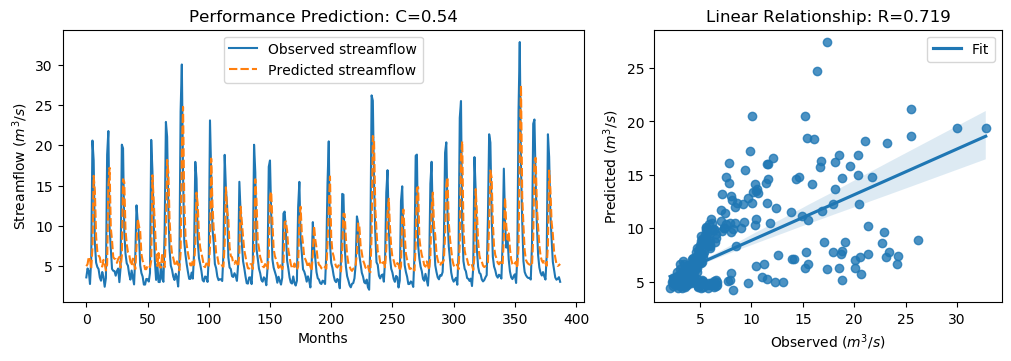 Performance Prediction: C=0.54
Observed streamflow
Predicted streamflow
Streamflow (m³/s)
30
25
20
15
10
5
0
50
100
150
200
250
300
350
400
Months
Linear Relationship: R=0.719
Fit
Predicted (m³/s)
25
20
15
10
5
5
10
15
20
25
30
Observed (m³/s)